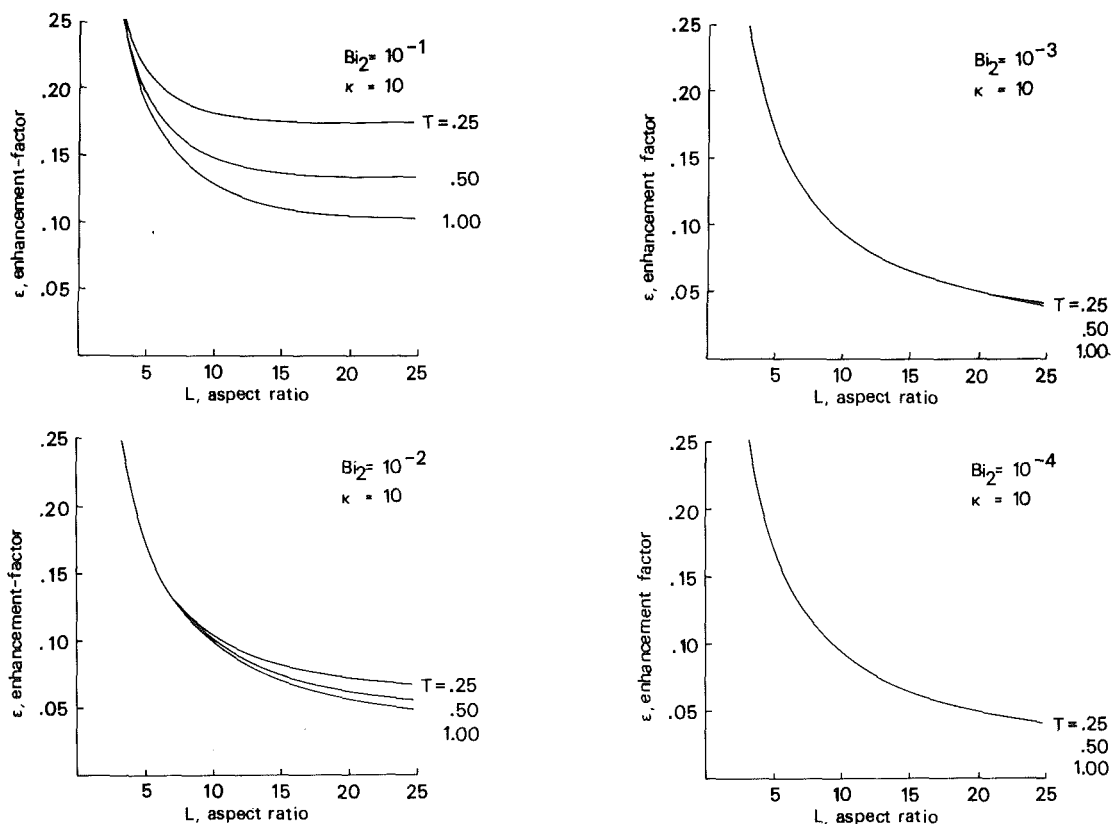 .25
.20
.15
.10
.05
ε, enhancement-factor
Bi₂= 10⁻¹
κ = 10
T =.25
.50
1.00
5 10 15 20 25
L, aspect ratio
.25
.20
.15
.10
.05
ε, enhancement factor
Bi₂= 10⁻³
κ = 10
T =.25
.50
1.00
5 10 15 20 25
L, aspect ratio
.25
.20
.15
.10
.05
ε, enhancement-factor
Bi₂= 10⁻²
κ = 10
T =.25
.50
1.00
5 10 15 20 25
L, aspect ratio
.25
.20
.15
.10
.05
ε, enhancement factor
Bi₂= 10⁻⁴
κ = 10
T =.25
.50
1.00
5 10 15 20 25
L, aspect ratio